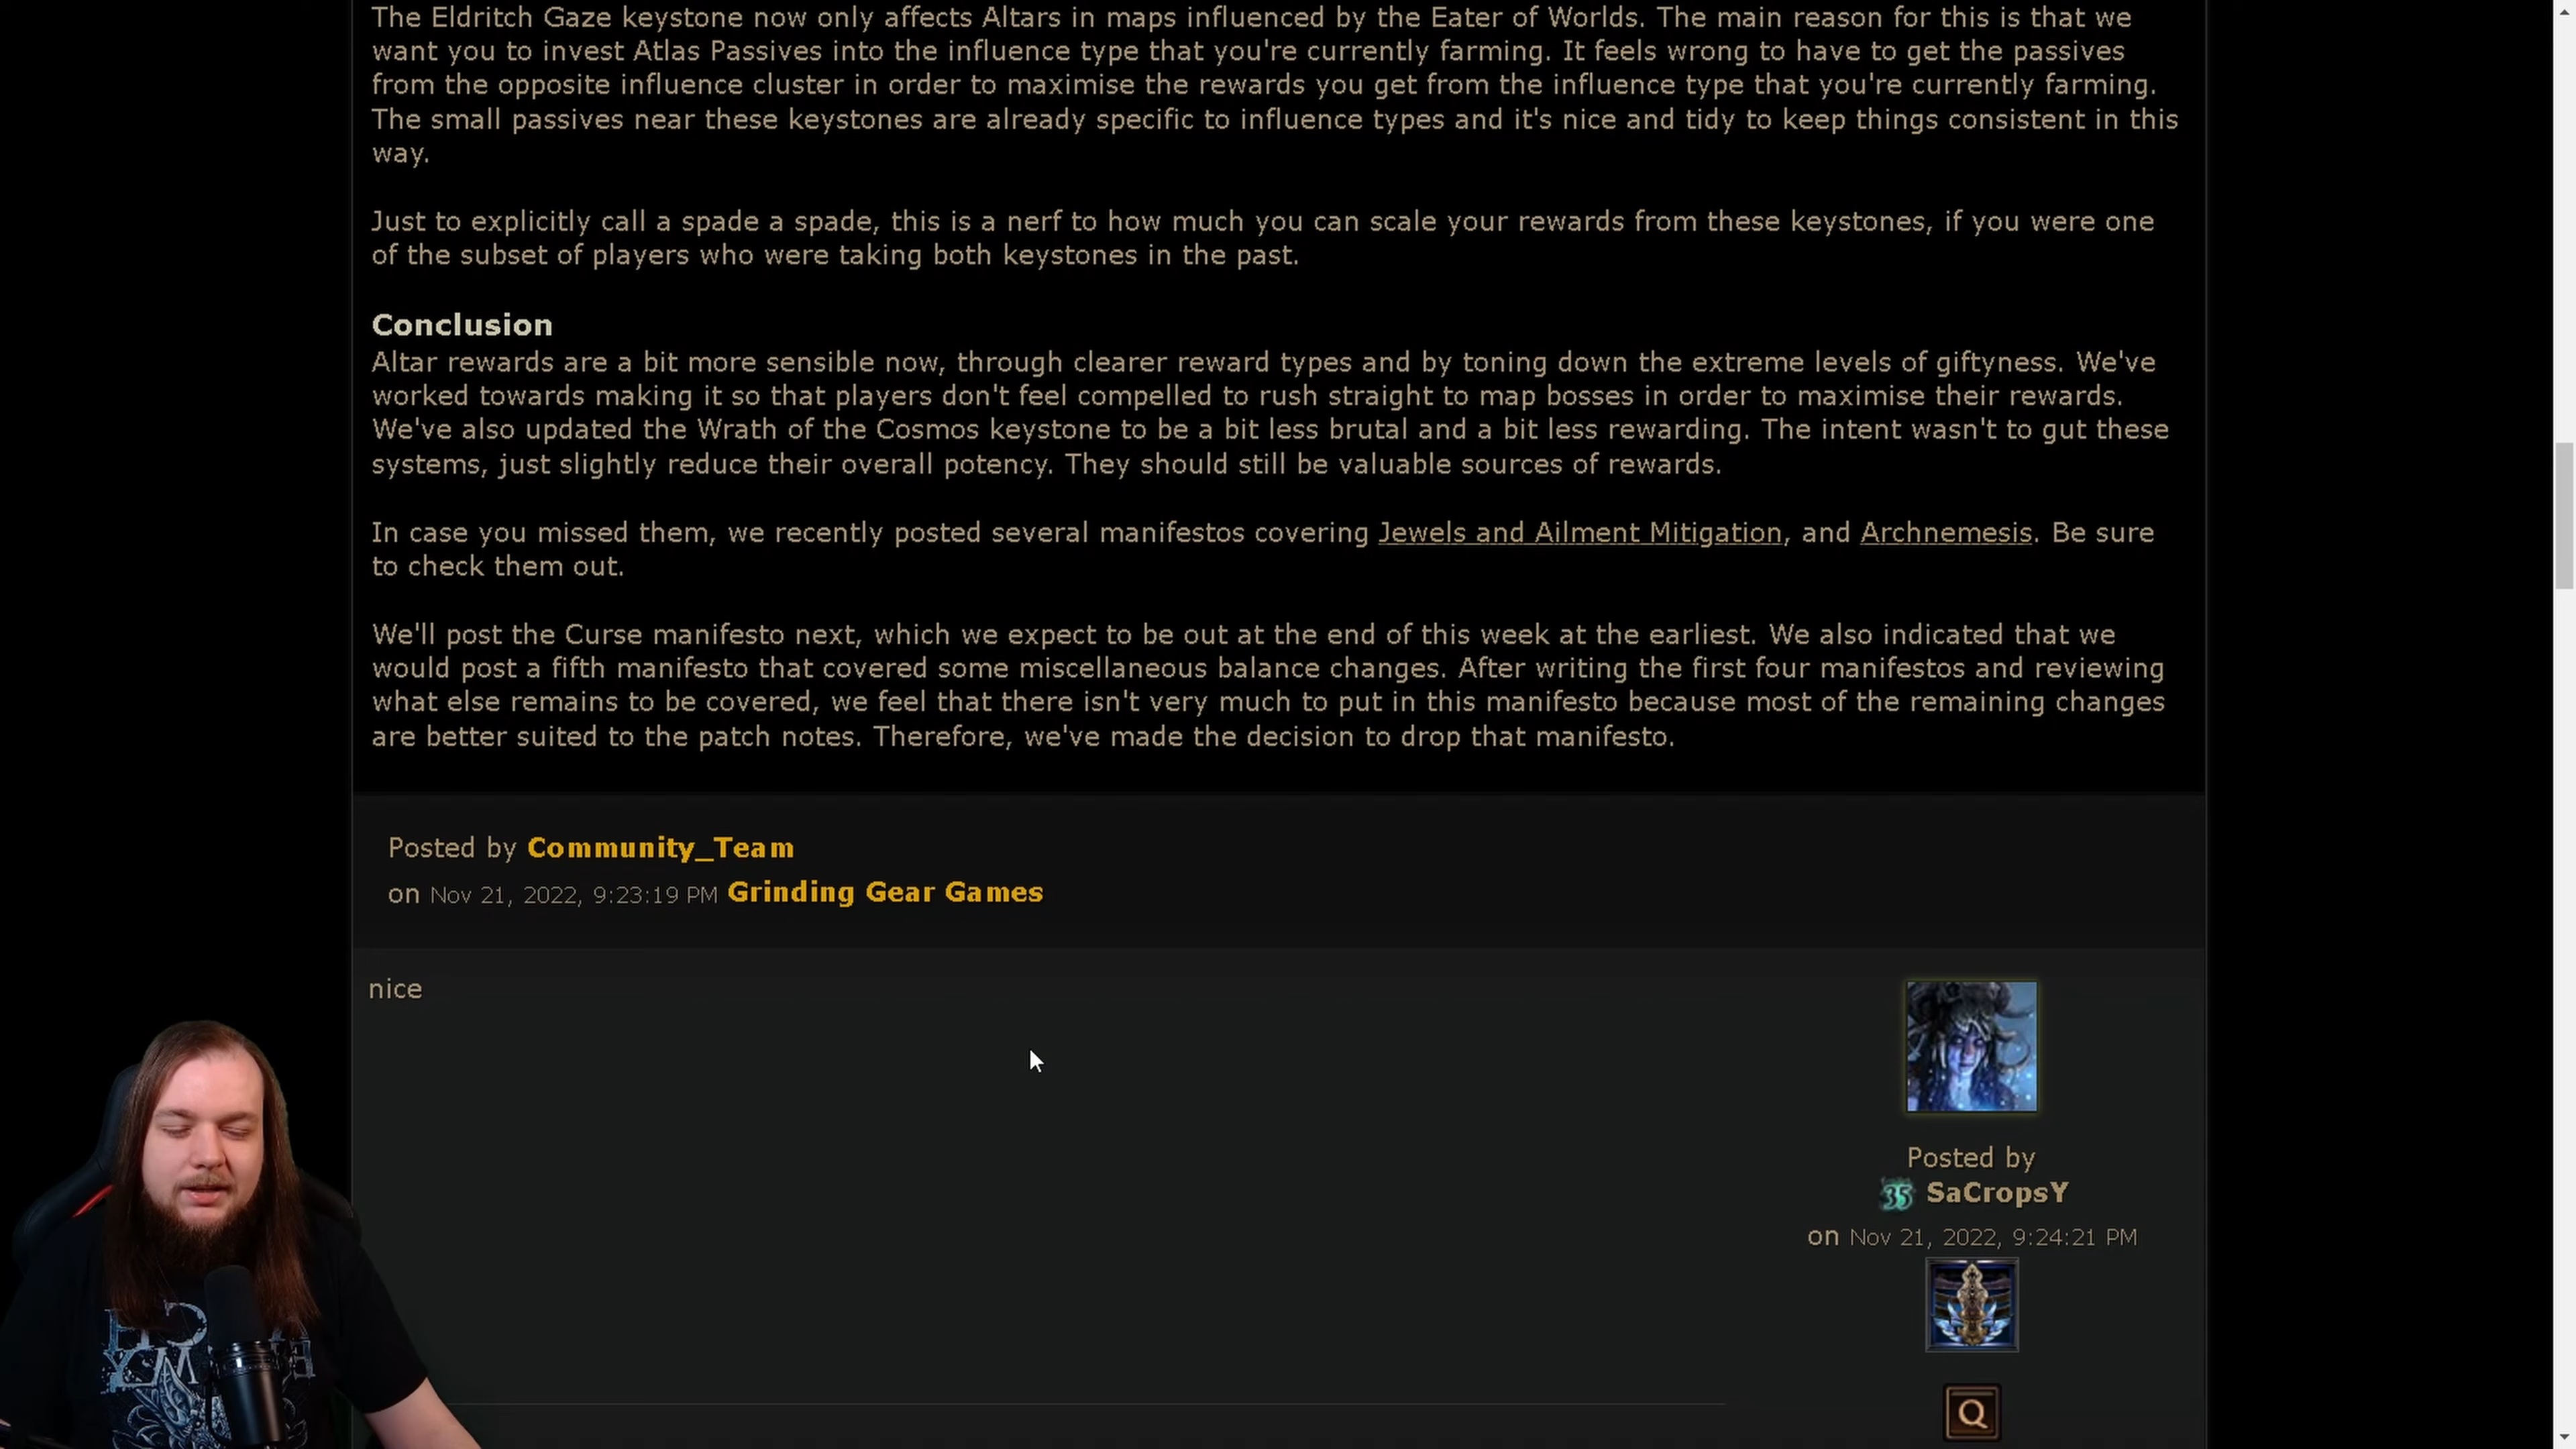 The Eldritch Gaze keystone now only affects Altars in maps influenced by the Eater of Worlds. The main reason for this is that we
want you to invest Atlas Passives into the influence type that you're currently farming. It feels wrong to have to get the passives
from the opposite influence cluster in order to maximise the rewards you get from the influence type that you're currently farming.
The small passives near these keystones are already specific to influence types and it's nice and tidy to keep things consistent in this
way.
Just to explicitly call a spade a spade, this is a nerf to how much you can scale your rewards from these keystones, if you were one
of the subset of players who were taking both keystones in the past.
Conclusion
Altar rewards are a bit more sensible now, through clearer reward types and by toning down the extreme levels of giftyness. We've
worked towards making it so that players don't feel compelled to rush straight to map bosses in order to maximise their rewards.
We've also updated the Wrath of the Cosmos keystone to be a bit less brutal and a bit less rewarding. The intent wasn't to gut these
systems, just slightly reduce their overall potency. They should still be valuable sources of rewards.
In case you missed them, we recently posted several manifestos covering Jewels and Ailment Mitigation, and Archnemesis. Be sure
to check them out.
We'll post the Curse manifesto next, which we expect to be out at the end of this week at the earliest. We also indicated that we
would post a fifth manifesto that covered some miscellaneous balance changes. After writing the first four manifestos and reviewing
what else remains to be covered, we feel that there isn't very much to put in this manifesto because most of the remaining changes
are better suited to the patch notes. Therefore, we've made the decision to drop that manifesto.
Posted by Community_Team
on Nov 21, 2022, 9:23:19 PM Grinding Gear Games
nice
Posted by
35 SaCropsY
on Nov 21, 2022, 9:24:21 PM
Q